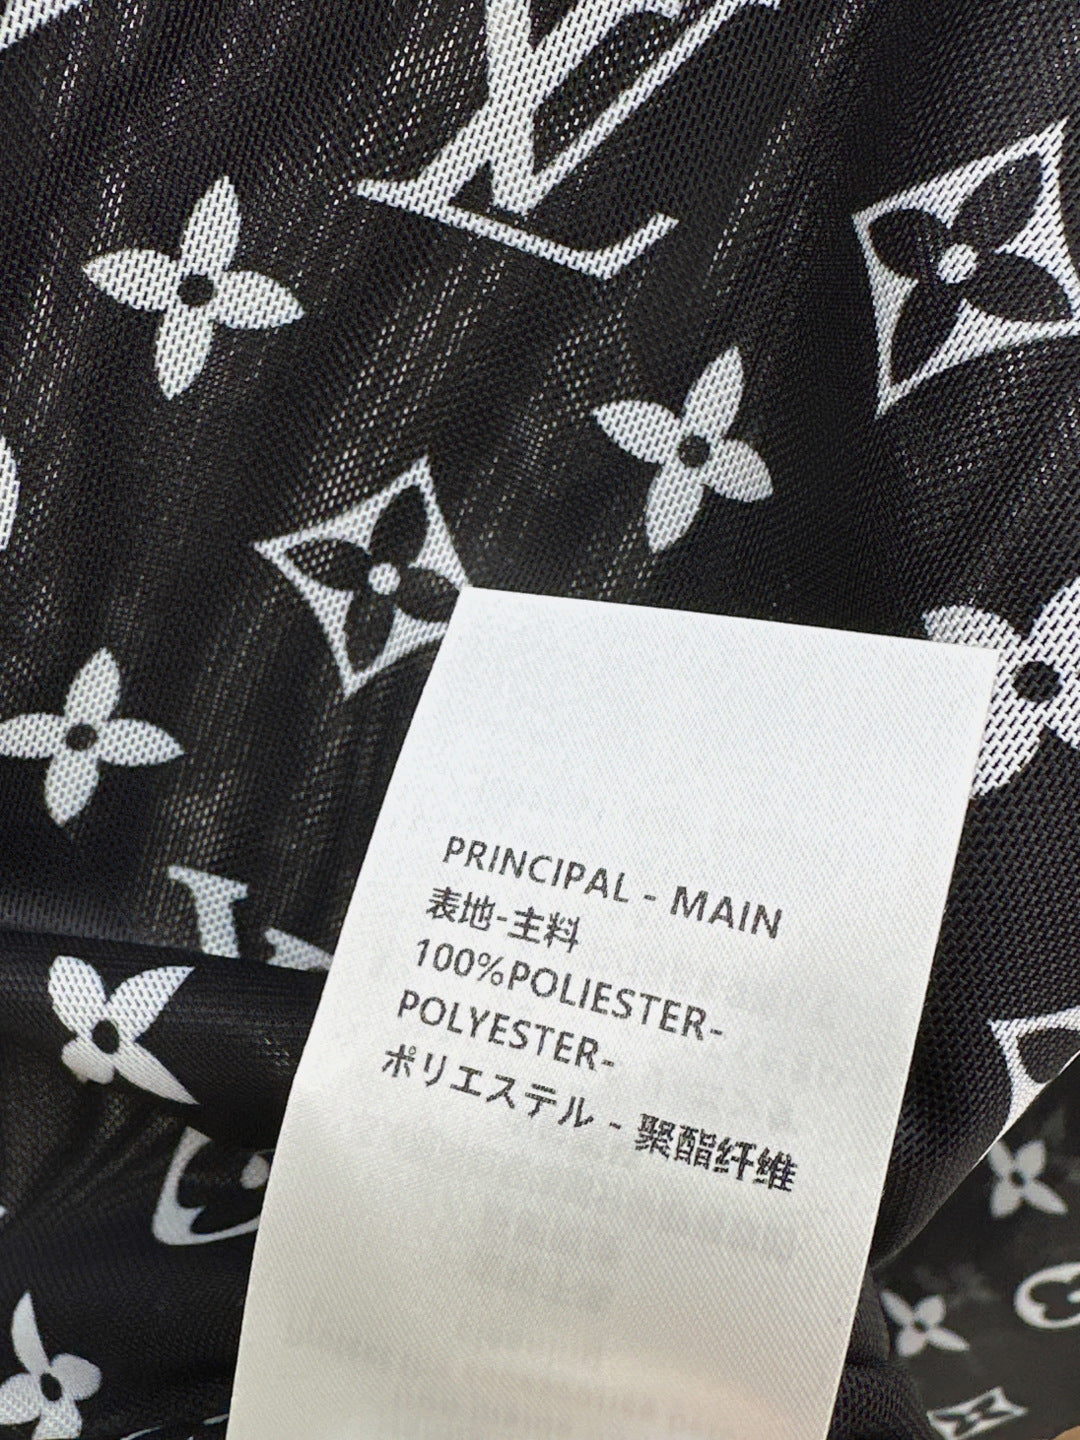 LV
PRINCIPAL - MAIN
表地-主料
100%POLIESTER-
POLYESTER-
ポリエステル - 聚酯纤维